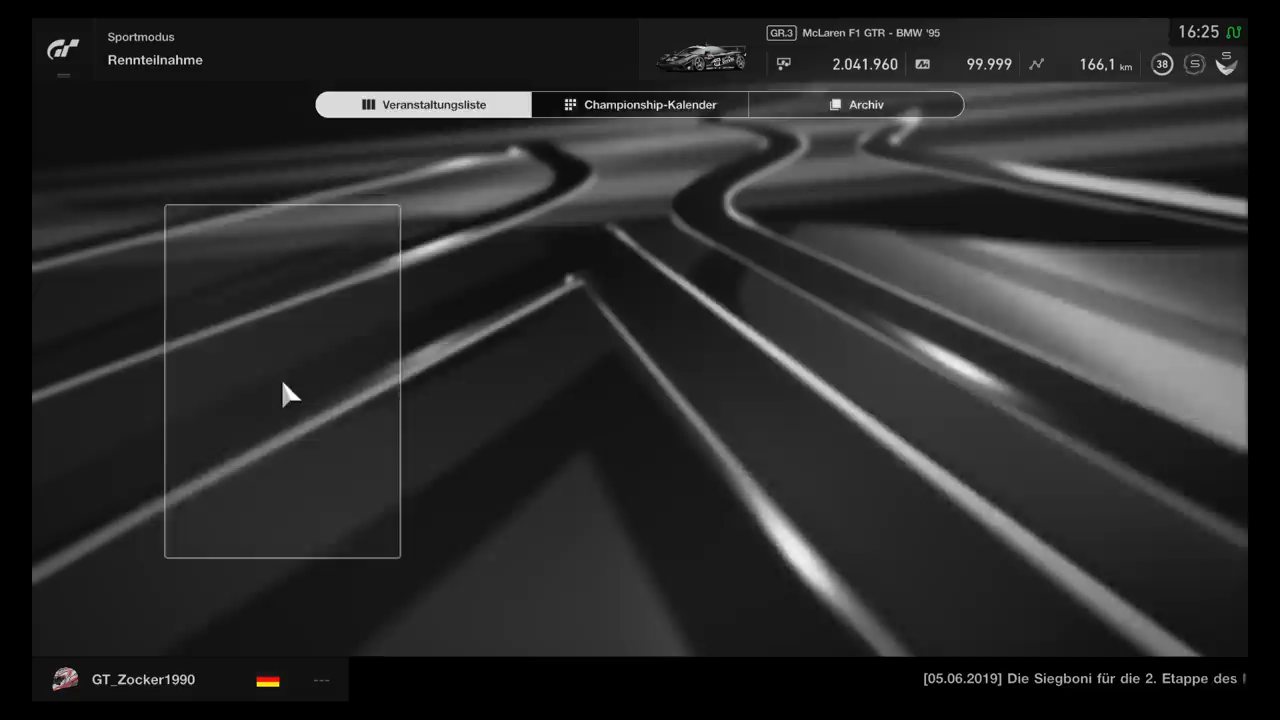 Sportmodus
Rennteilnahme
GR.3 McLaren F1 GTR - BMW '95
16:25
2.041.960
99.999
166,1 km
38
S
S
Veranstaltungsliste
Championship-Kalender
Archiv
GT_Zocker1990
---
[05.06.2019] Die Siegboni für die 2. Etappe des